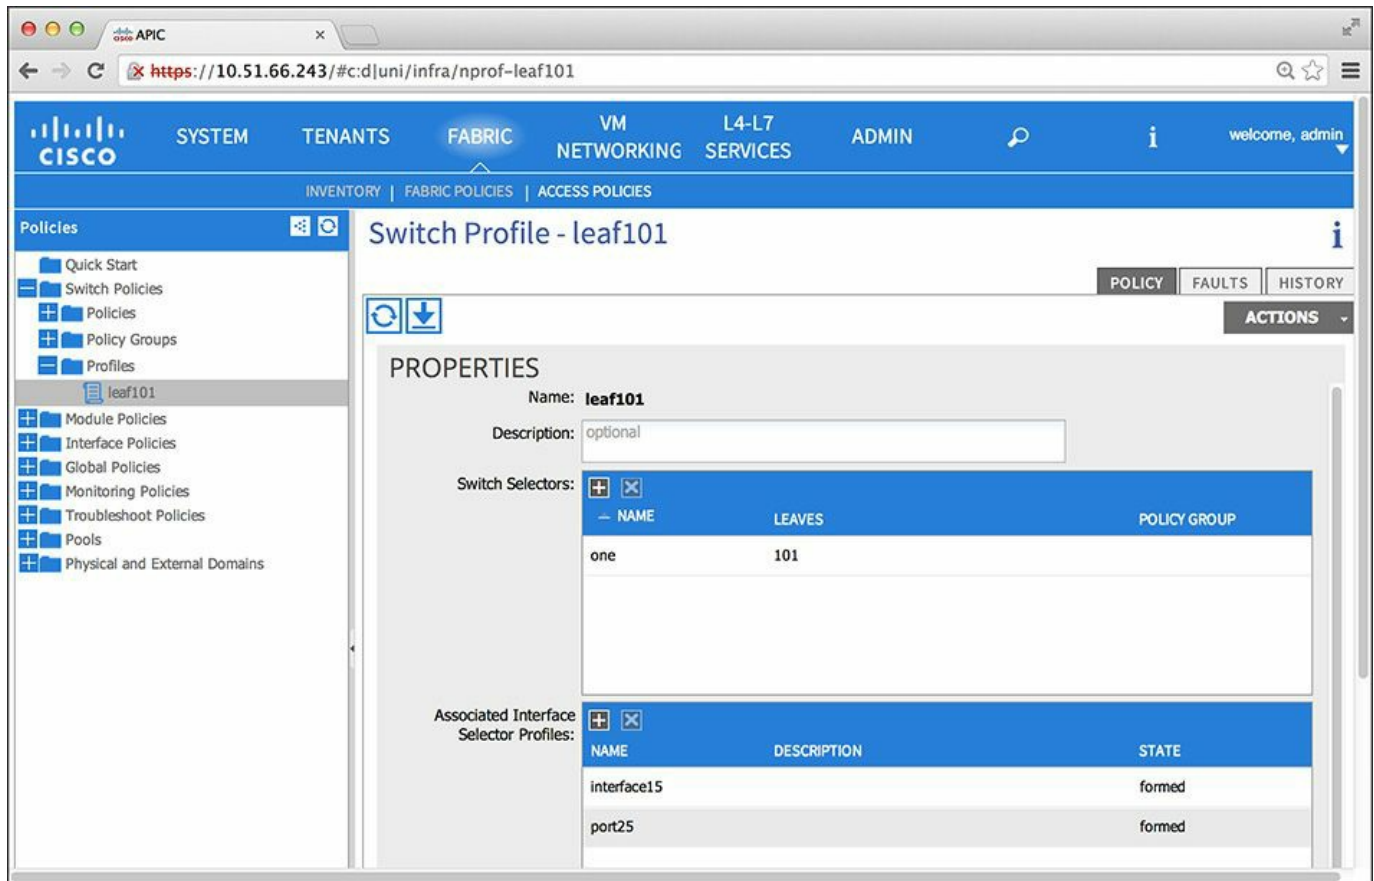 cisco APIC
https://10.51.66.243/#c:d|uni/infra/nprof-leaf101
CISCO
SYSTEM
TENANTS
FABRIC
VM NETWORKING
L4-L7 SERVICES
ADMIN
i
welcome, admin
INVENTORY | FABRIC POLICIES | ACCESS POLICIES
Policies
Quick Start
Switch Policies
Policies
Policy Groups
Profiles
leaf101
Module Policies
Interface Policies
Global Policies
Monitoring Policies
Troubleshoot Policies
Pools
Physical and External Domains
Switch Profile - leaf101
i
POLICY FAULTS HISTORY
ACTIONS
PROPERTIES
Name: leaf101
Description: optional
Switch Selectors:
NAME LEAVES POLICY GROUP
one 101
Associated Interface
Selector Profiles:
NAME DESCRIPTION STATE
interface15 formed
port25 formed